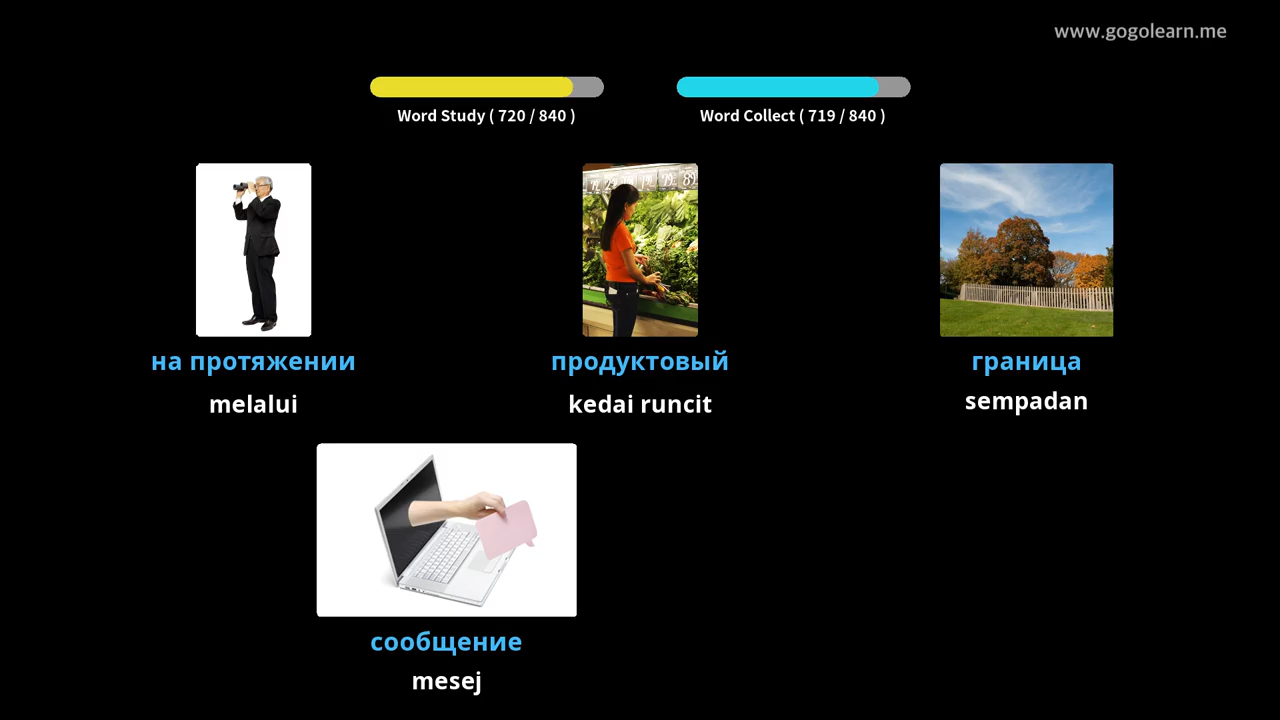 www.gogolearn.me
Word Study ( 720 / 840 )
Word Collect ( 719 / 840 )
на протяжении
melalui
продуктовый
kedai runcit
граница
sempadan
сообщение
mesej